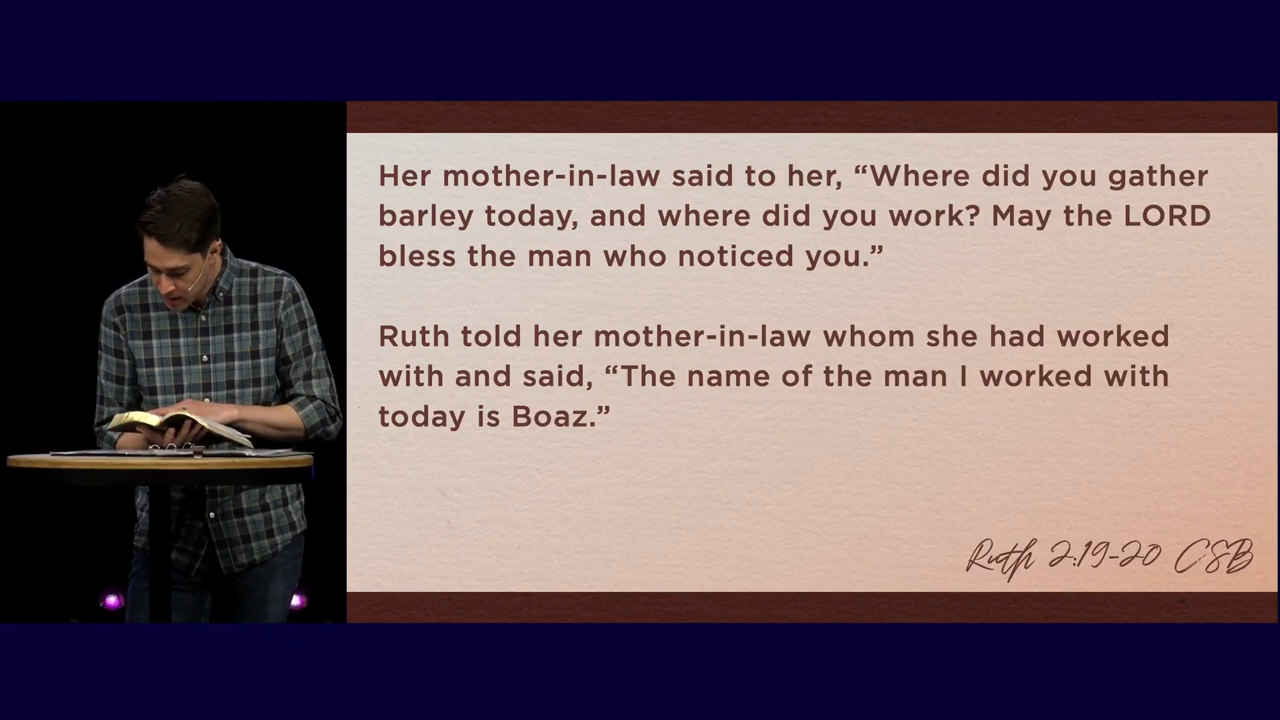 Her mother-in-law said to her, “Where did you gather
barley today, and where did you work? May the LORD
bless the man who noticed you.”
Ruth told her mother-in-law whom she had worked
with and said, “The name of the man I worked with
today is Boaz.”
Ruth 2:19-20 CSB